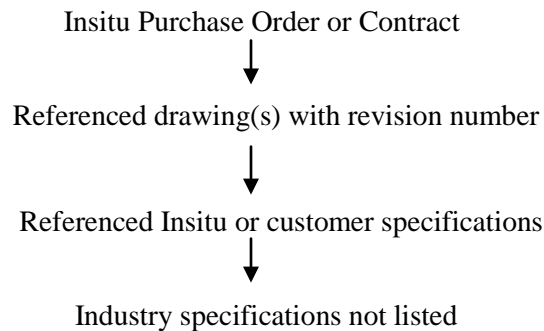 Insitu Purchase Order or Contract
Referenced drawing(s) with revision number
Referenced Insitu or customer specifications
Industry specifications not listed